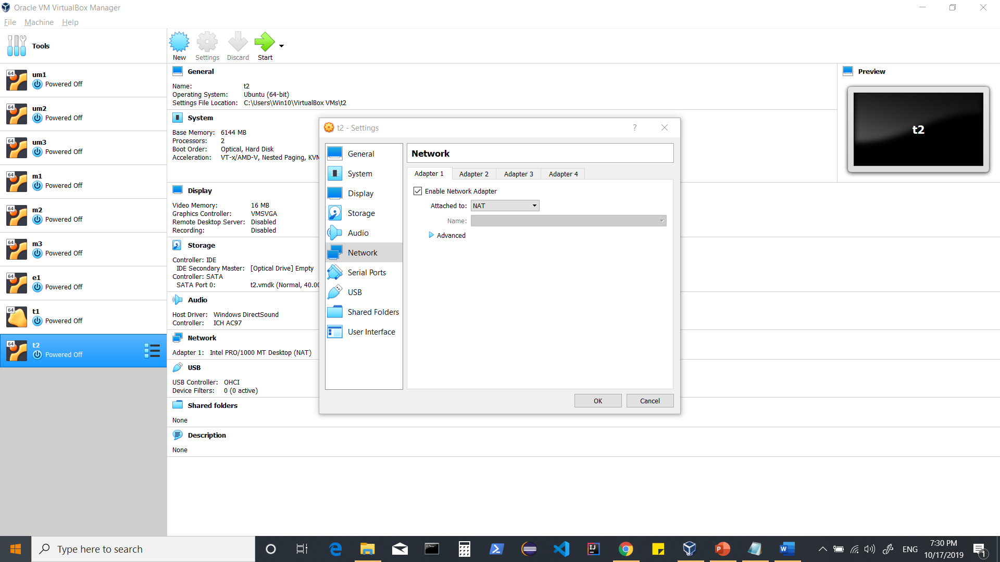 Oracle VM VirtualBox Manager
File Machine Help
Tools
New Settings Discard Start
64 um1
Powered Off
64 um2
Powered Off
64 um3
Powered Off
64 m1
Powered Off
64 m2
Powered Off
64 m3
Powered Off
64 e1
Powered Off
64 t1
Powered Off
64 t2
Powered Off
General
Name: t2
Operating System: Ubuntu (64-bit)
Settings File Location: C:\Users\Win10\VirtualBox VMs\t2
System
Base Memory: 6144 MB
Processors: 2
Boot Order: Optical, Hard Disk
Acceleration: VT-x/AMD-V, Nested Paging, KVM
Display
Video Memory: 16 MB
Graphics Controller: VMSVGA
Remote Desktop Server: Disabled
Recording: Disabled
Storage
Controller: IDE
IDE Secondary Master: [Optical Drive] Empty
Controller: SATA
SATA Port 0: t2.vmdk (Normal, 40.00
Audio
Host Driver: Windows DirectSound
Controller: ICH AC97
Network
Adapter 1: Intel PRO/1000 MT Desktop (NAT)
USB
USB Controller: OHCI
Device Filters: 0 (0 active)
Shared folders
None
Description
None
Preview
t2
t2 - Settings ?
General
System
Display
Storage
Audio
Network
Serial Ports
USB
Shared Folders
User Interface
Network
Adapter 1 Adapter 2 Adapter 3 Adapter 4
Enable Network Adapter
Attached to: NAT
Name:
Advanced
OK Cancel
Type here to search
IJ
P
W
ENG
7:30 PM
10/17/2019
1